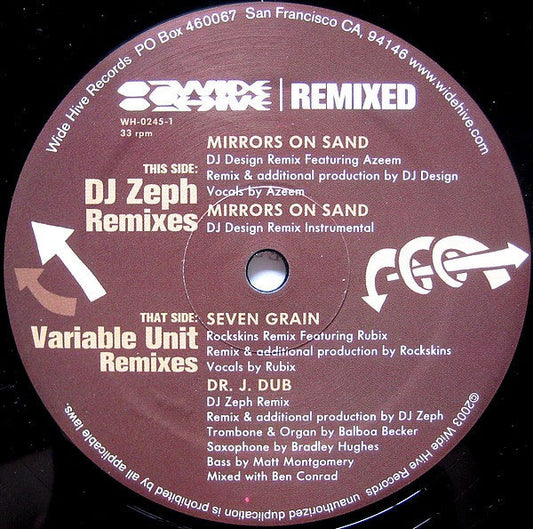 Wide Hive Records PO Box 460067 San Francisco CA, 94146 www.widehive.com
WIDE HIVE | REMIXED
WH-0245-1
33 rpm
THIS SIDE:
DJ Zeph
Remixes
MIRRORS ON SAND
DJ Design Remix Featuring Azeem
Remix & additional production by DJ Design
Vocals by Azeem
MIRRORS ON SAND
DJ Design Remix Instrumental
THAT SIDE:
Variable Unit
Remixes
SEVEN GRAIN
Rockskins Remix Featuring Rubix
Remix & additional production by Rockskins
Vocals by Rubix
DR. J. DUB
DJ Zeph Remix
Remix & additional production by DJ Zeph
Trombone & Organ by Balboa Becker
Saxophone by Bradley Hughes
Bass by Matt Montgomery
Mixed with Ben Conrad
©2003 Wide Hive Records unauthorized duplication is prohibited by all applicable laws.